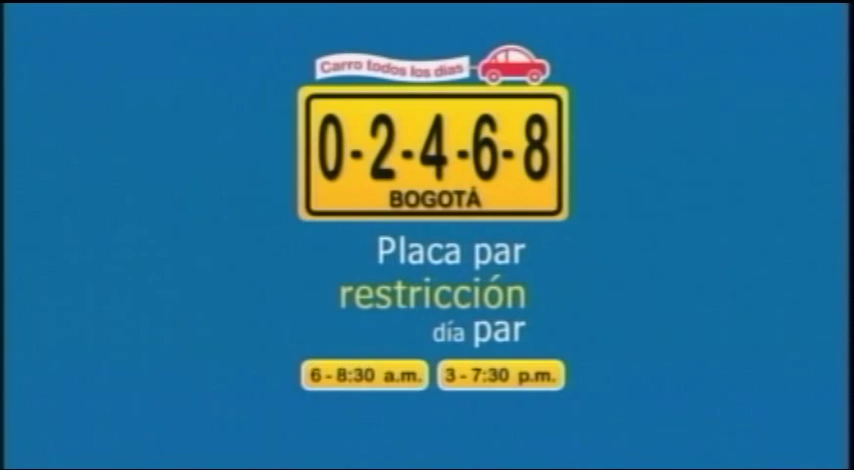 Carro todos los días
0-2-4-6-8
BOGOTÁ
Placa par
restricción
día par
6 - 8:30 a.m. 3 - 7:30 p.m.